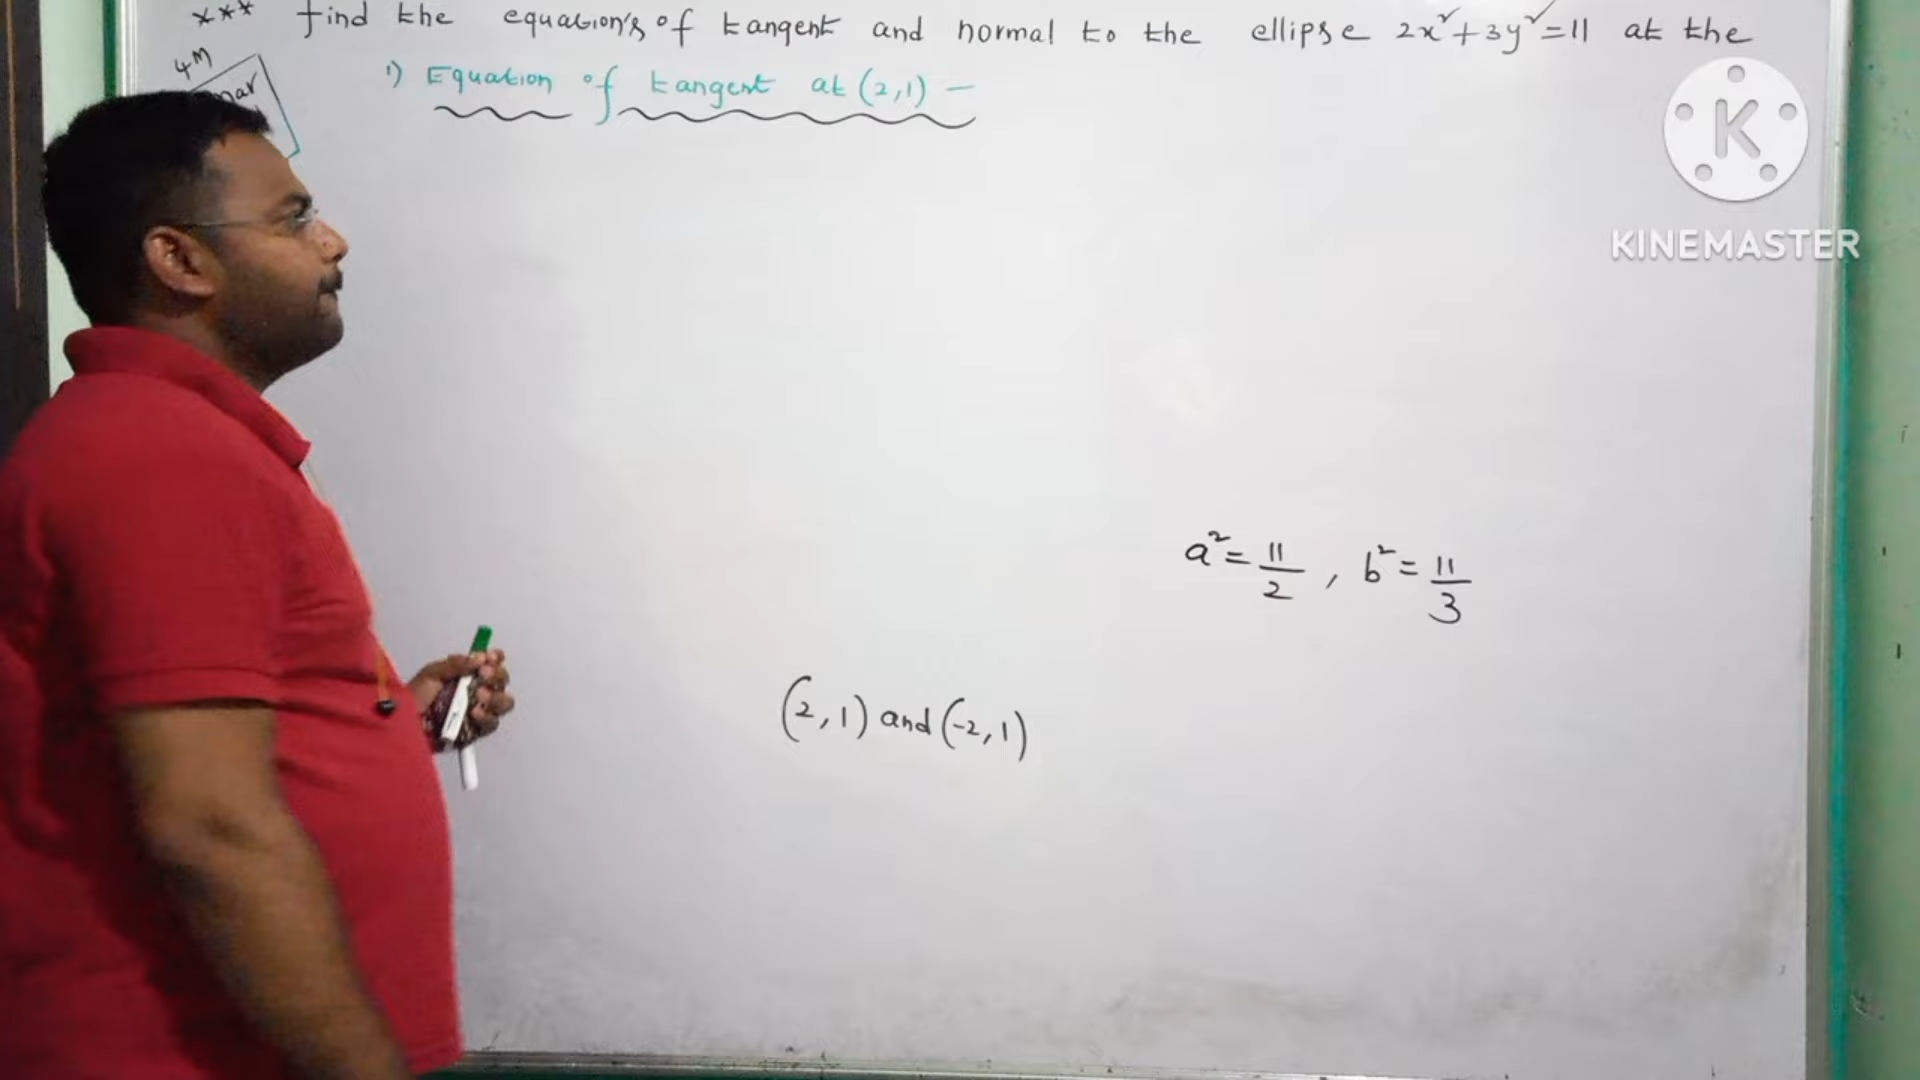 *** find the equation's of tangent and normal to the ellipse 2x²+3y²=11 at the
4M
mar
1) Equation of tangent at (2,1) –
K
KINEMASTER
a² = 11/2 , b² = 11/3
(2,1) and (-2,1)